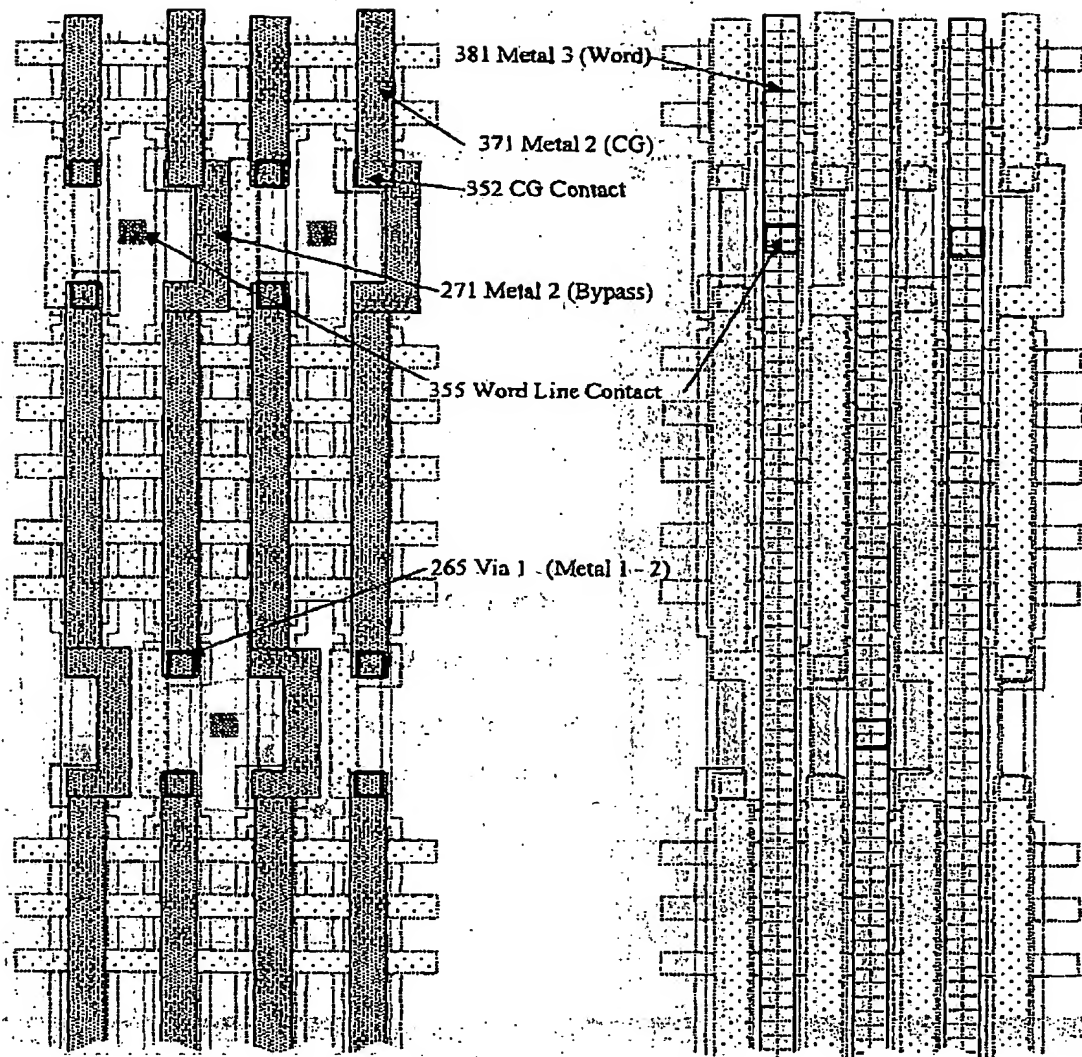 381 Metal 3 (Word)
371 Metal 2 (CG)
352 CG Contact
271 Metal 2 (Bypass)
355 Word Line Contact
265 Via 1 (Metal 1 - 2)